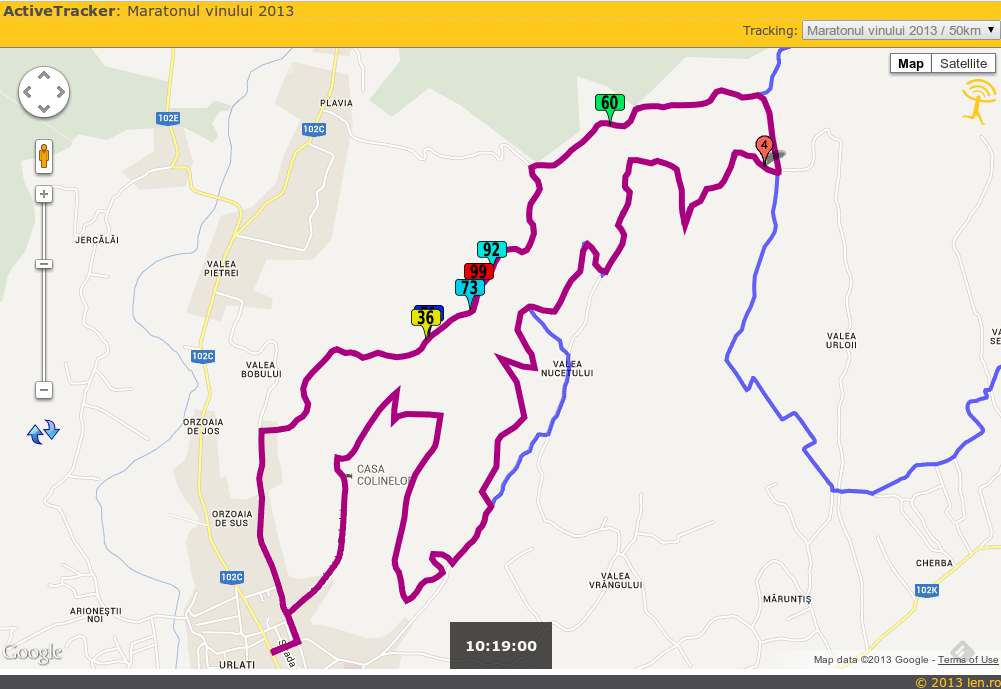 ActiveTracker: Maratonul vinului 2013
Tracking: Maratonul vinului 2013 / 50km
Map Satellite
PLAVIA
60
102E
102C
4
JERCĂLĂI
92
VALEA
PIETREI
99
73
36
VALEA
URLOII
102C
VALEA
BOBULUI
VALEA
NUCETULUI
ORZOAIA
DE JOS
CASA
COLINELOR
ORZOAIA
DE SUS
CHERBA
102C
VALEA
VRÂNGULUI
102K
MĂRUNȚIȘ
ARIONEȘTII
NOI
10:19:00
Google
URLATI
Map data ©2013 Google - Terms of Use
© 2013 len.ro